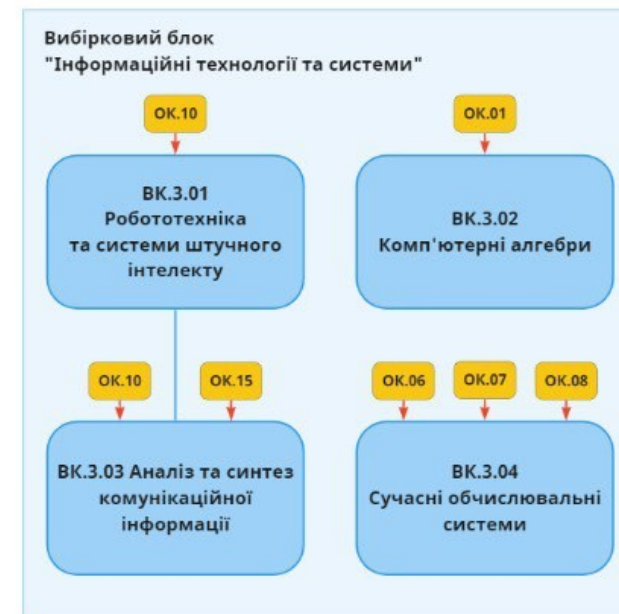 Вибірковий блок
"Інформаційні технології та системи"
ОК.10
ОК.01
ВК.3.01
Робототехніка
та системи штучного
інтелекту
ВК.3.02
Комп'ютерні алгебри
ОК.10
ОК.15
ОК.06
ОК.07
ОК.08
ВК.3.03 Аналіз та синтез
комунікаційної
інформації
ВК.3.04
Сучасні обчислювальні
системи